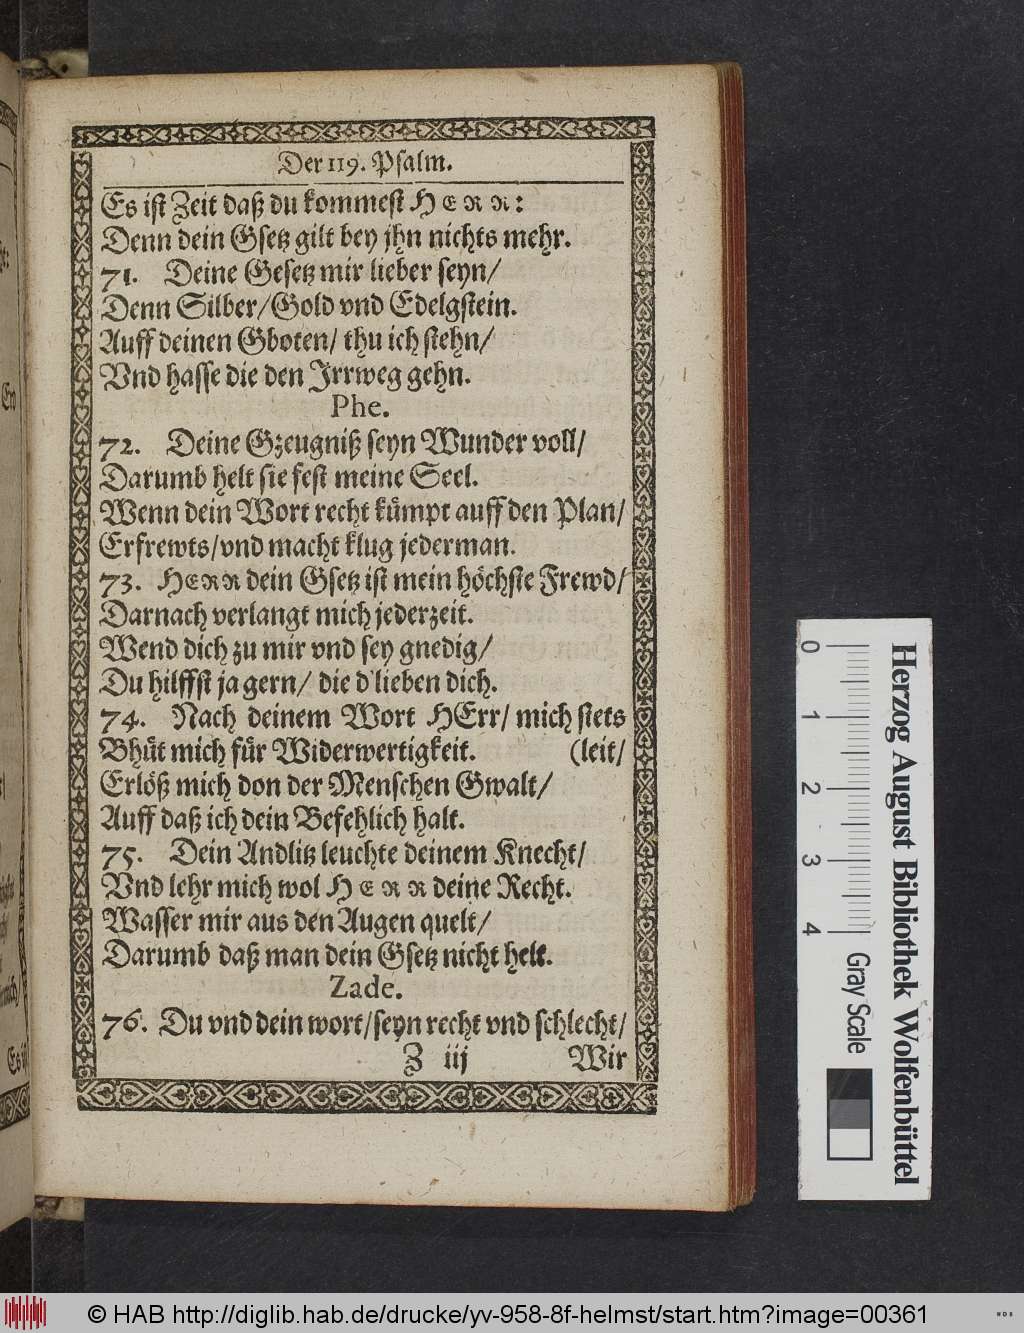 Der 119. Psalm.
Es ist Zeit daß du kommest HERR:
Denn dein Gsetz gilt bey jhn nichts mehr.
71. Deine Gesetz mir lieber seyn/
Denn Silber/Gold vnd Edelgstein.
Auff deinen Gboten/ thu ich stehn/
Vnd hasse die den Jrrweg gehn.
Phe.
72. Deine Gzeugniß seyn Wunder voll/
Darumb helt sie fest meine Seel.
Wenn dein Wort recht kümpt auff den Plan/
Erfrewts/vnd macht klug jederman.
73. HERR dein Gsetz ist mein höchste Frewd/
Darnach verlangt mich jederzeit.
Wend dich zu mir vnd sey gnedig/
Du hilffst ja gern/ die d'lieben dich.
74. Nach deinem Wort HErr/ mich stets
Bhüt mich für Widerwertigkeit. (leit/
Erlöß mich don der Menschen Gwalt/
Auff daß ich dein Befehlich halt.
75. Dein Andlitz leuchte deinem Knecht/
Vnd lehr mich wol HERR deine Recht.
Wasser mir aus den Augen quelt/
Darumb daß man dein Gsetz nicht helt.
Zade.
76. Du vnd dein wort/seyn recht vnd schlecht/
Z iij Wir
0 1 2 3 4
Gray Scale
Herzog August Bibliothek Wolfenbüttel
© HAB http://diglib.hab.de/drucke/yv-958-8f-helmst/start.htm?image=00361